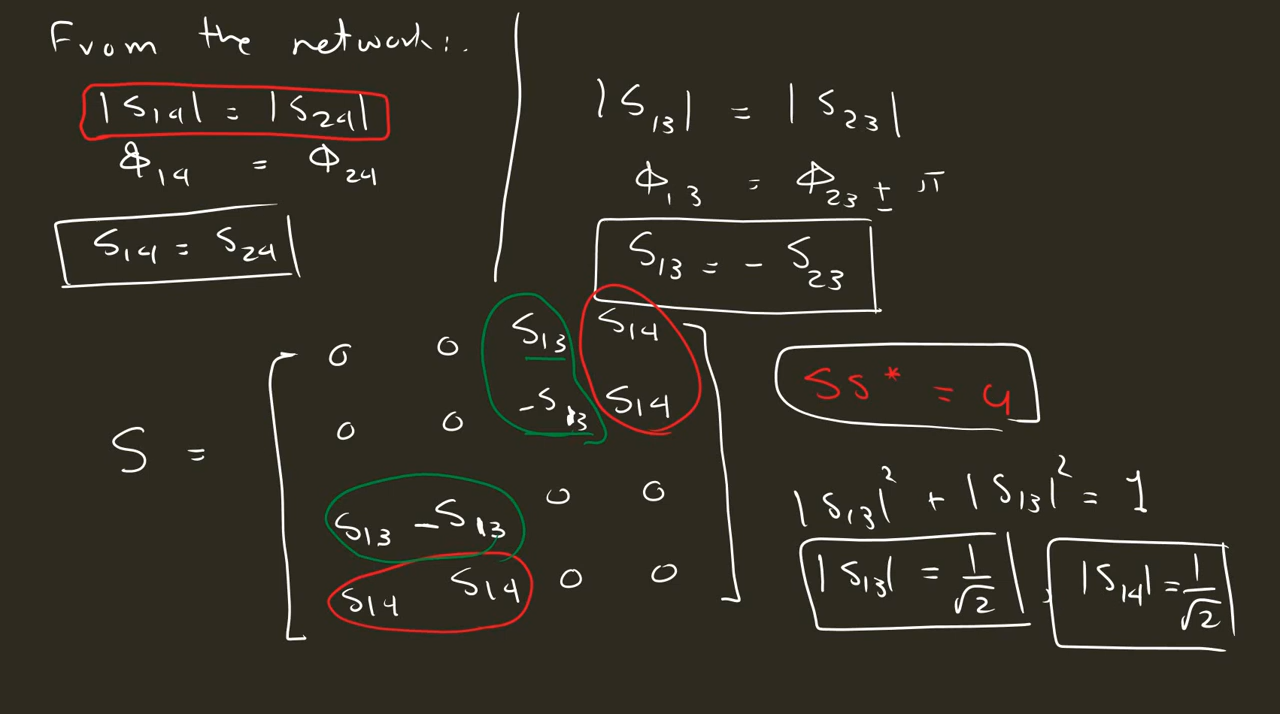 From the network:.
|S14| = |S24|
Φ14 = Φ24
S14 = S24
|S13| = |S23|
Φ13 = Φ23 ± π
S13 = - S23
S =
0 0 S13 S14
0 0 -S13 S14
S13 -S13 0 0
S14 S14 0 0
SS* = u
|S13|² + |S13|² = 1
|S13| = 1/√2 , |S14| = 1/√2